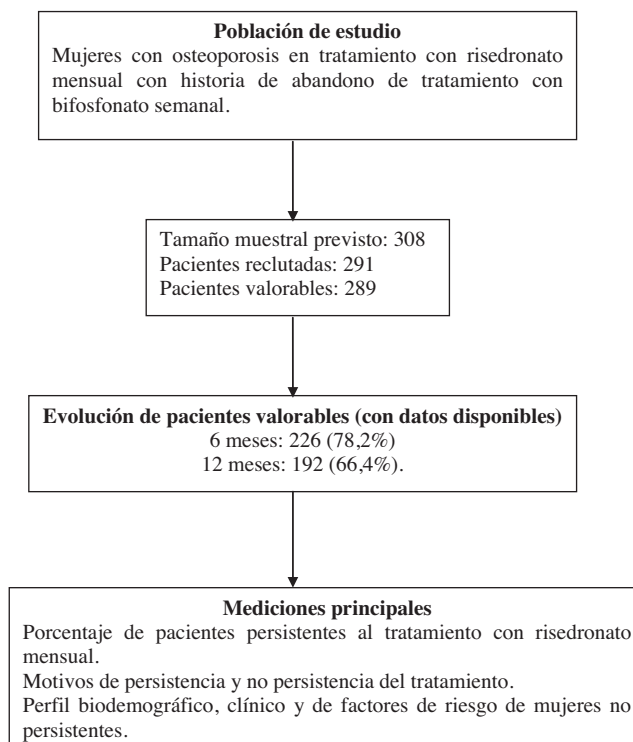 Población de estudio
Mujeres con osteoporosis en tratamiento con risedronato
mensual con historia de abandono de tratamiento con
bifosfonato semanal.
Tamaño muestral previsto: 308
Pacientes reclutadas: 291
Pacientes valorables: 289
Evolución de pacientes valorables (con datos disponibles)
6 meses: 226 (78,2%)
12 meses: 192 (66,4%).
Mediciones principales
Porcentaje de pacientes persistentes al tratamiento con risedronato
mensual.
Motivos de persistencia y no persistencia del tratamiento.
Perfil biodemográfico, clínico y de factores de riesgo de mujeres no
persistentes.